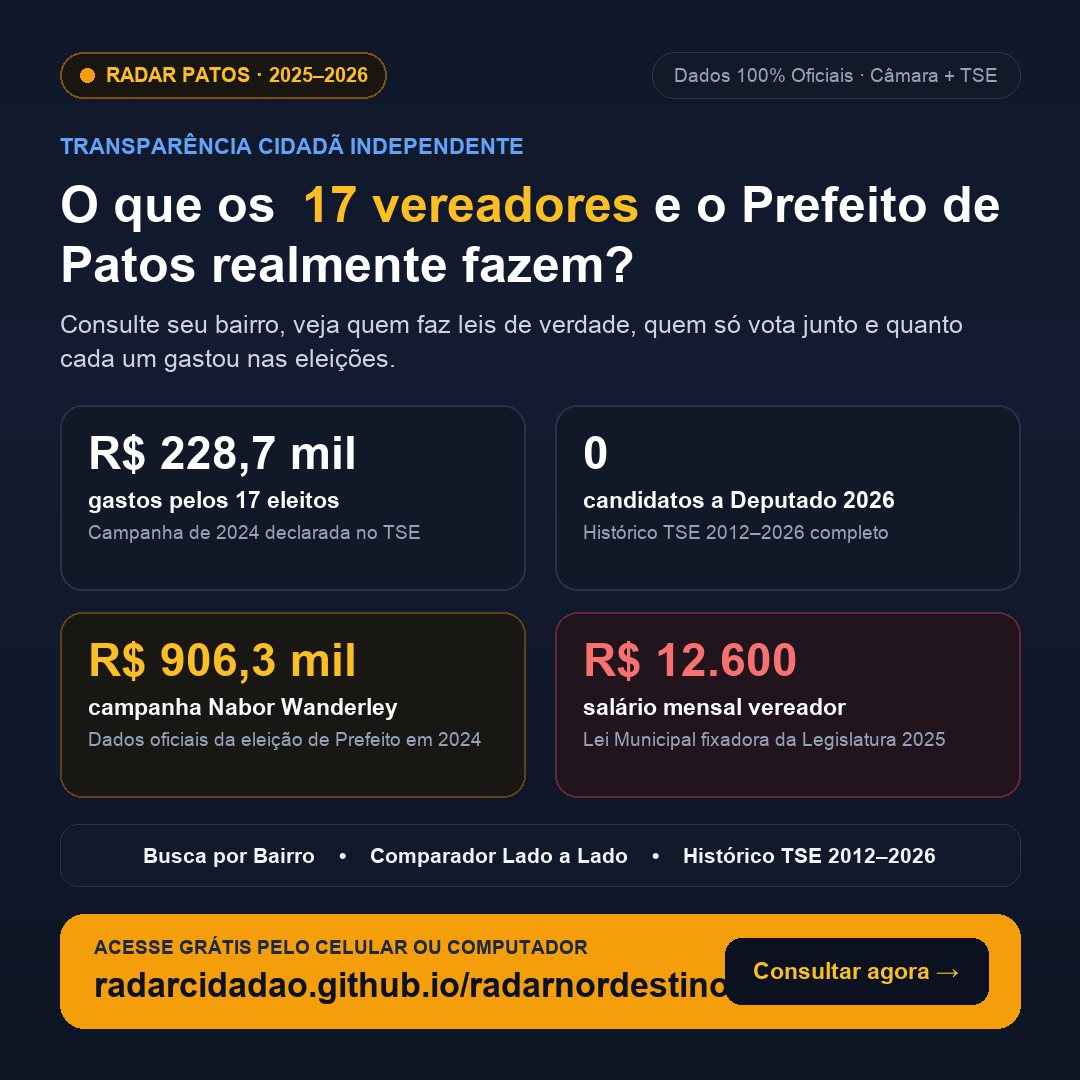 RADAR PATOS · 2025–2026
Dados 100% Oficiais · Câmara + TSE
TRANSPARÊNCIA CIDADÃ INDEPENDENTE
O que os 17 vereadores e o Prefeito de
Patos realmente fazem?
Consulte seu bairro, veja quem faz leis de verdade, quem só vota junto e quanto
cada um gastou nas eleições.
R$ 228,7 mil
gastos pelos 17 eleitos
Campanha de 2024 declarada no TSE
0
candidatos a Deputado 2026
Histórico TSE 2012–2026 completo
R$ 906,3 mil
campanha Nabor Wanderley
Dados oficiais da eleição de Prefeito em 2024
R$ 12.600
salário mensal vereador
Lei Municipal fixadora da Legislatura 2025
Busca por Bairro • Comparador Lado a Lado • Histórico TSE 2012–2026
ACESSE GRÁTIS PELO CELULAR OU COMPUTADOR
radarcidadao.github.io/radarnordestino
Consultar agora →